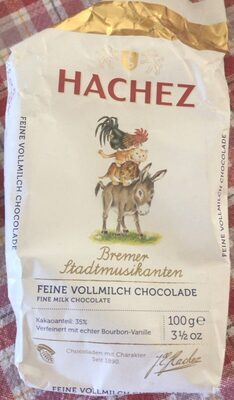 HACHEZ
Bremer
Stadtmusikanten
FEINE VOLLMILCH CHOCOLADE
FINE MILK CHOCOLATE
Kakaoanteil: 35%
Verfeinert mit echter Bourbon-Vanille
100 g e
3½ oz
Chocoladen mit Charakter
Seit 1890
J. C. Hachez
FEINE VOLLMILCH CHOCOLADE
FEINE VOLLMILCH CHOCOLADE
FEINE VOLLMILCH CHOCOLADE